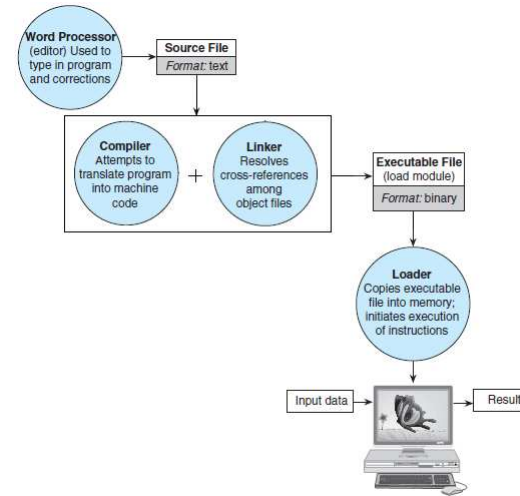 Word Processor
(editor) Used to
type in program
and corrections
Source File
Format: text
Compiler
Attempts to
translate program
into machine
code
+
Linker
Resolves
cross-references
among
object files
Executable File
(load module)
Format: binary
Loader
Copies executable
file into memory;
initiates execution
of instructions
Input data
Result